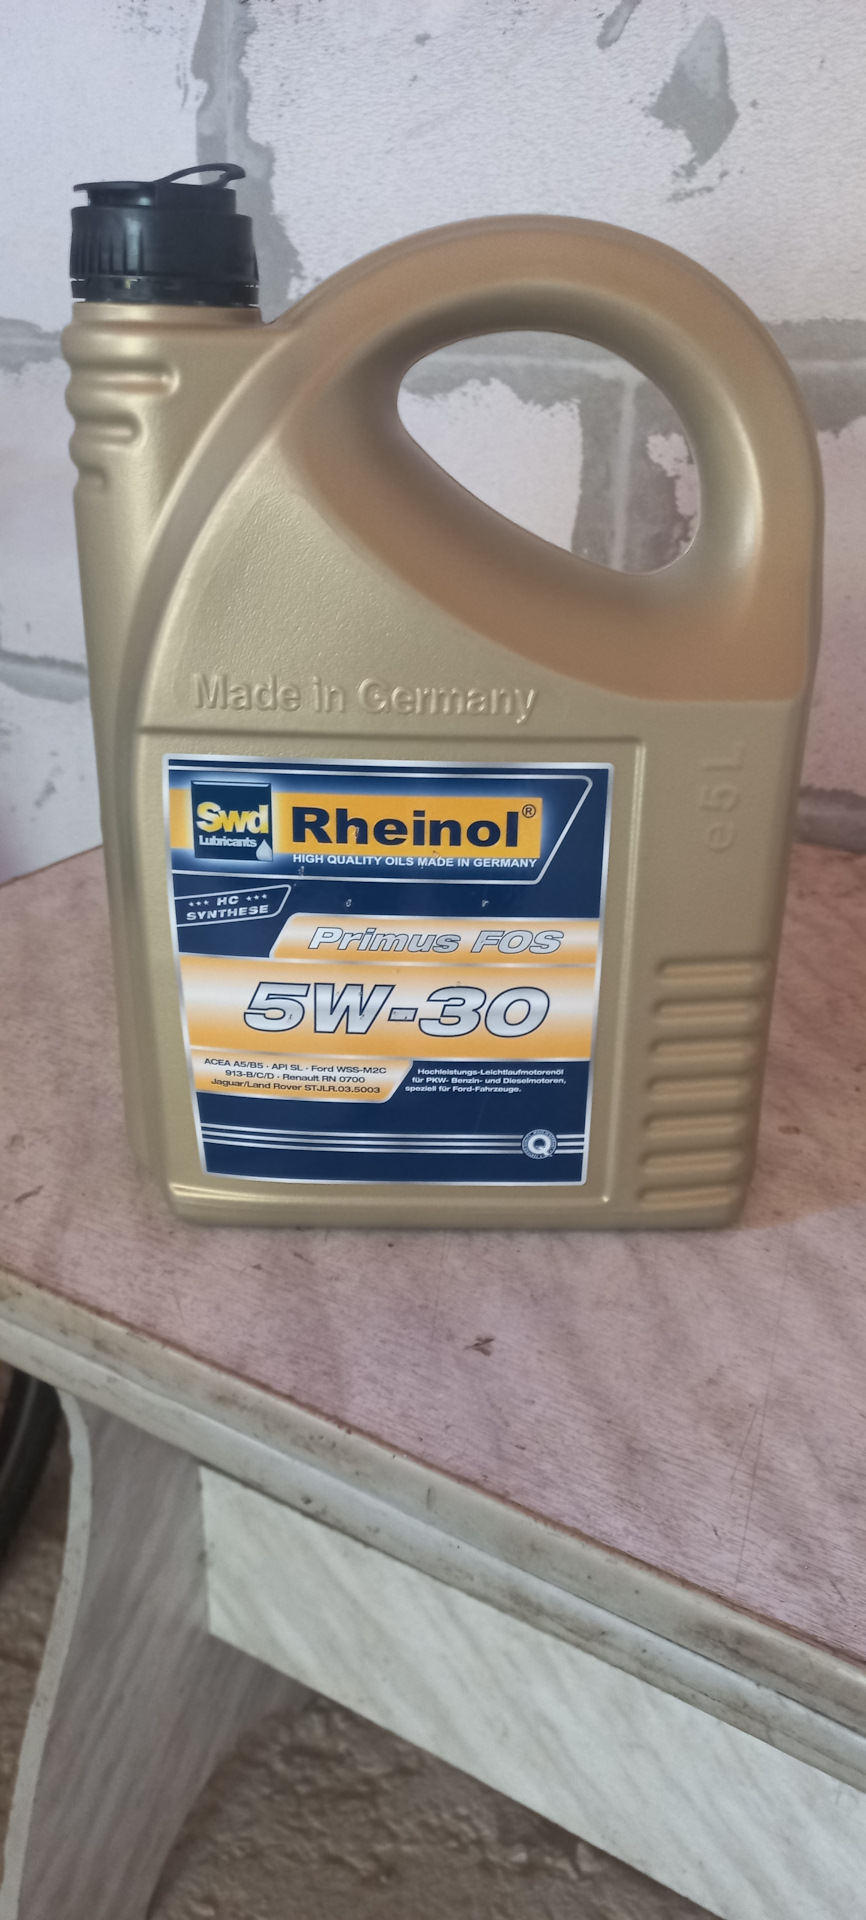 Made in Germany
e 5 L
Swd
Lubricants
Rheinol®
HIGH QUALITY OILS MADE IN GERMANY
*** HC ***
SYNTHESE
Primus FOS
5W-30
ACEA A5/B5 · API SL · Ford WSS-M2C
913-B/C/D · Renault RN 0700
Jaguar/Land Rover STJLR.03.5003
Hochleistungs-Leichtlaufmotorenöl
für PKW- Benzin- und Dieselmotoren,
speziell für Ford-Fahrzeuge.
Q